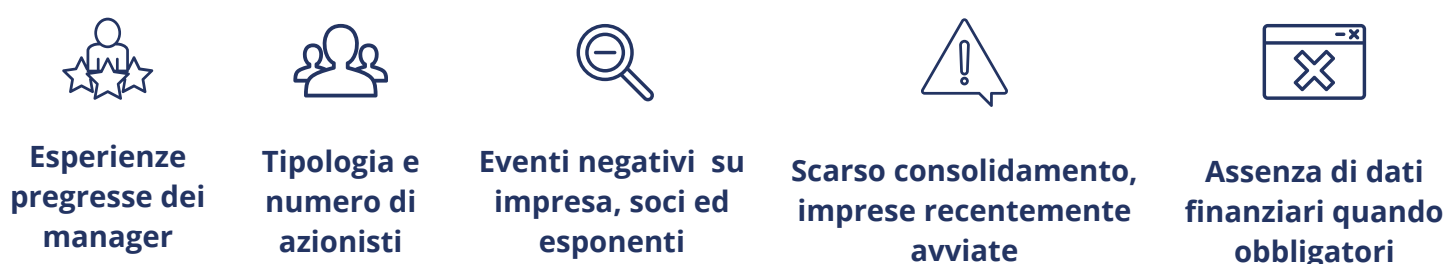 Esperienze
pregresse dei
manager
Tipologia e
numero di
azionisti
Eventi negativi su
impresa, soci ed
esponenti
Scarso consolidamento,
imprese recentemente
avviate
Assenza di dati
finanziari quando
obbligatori